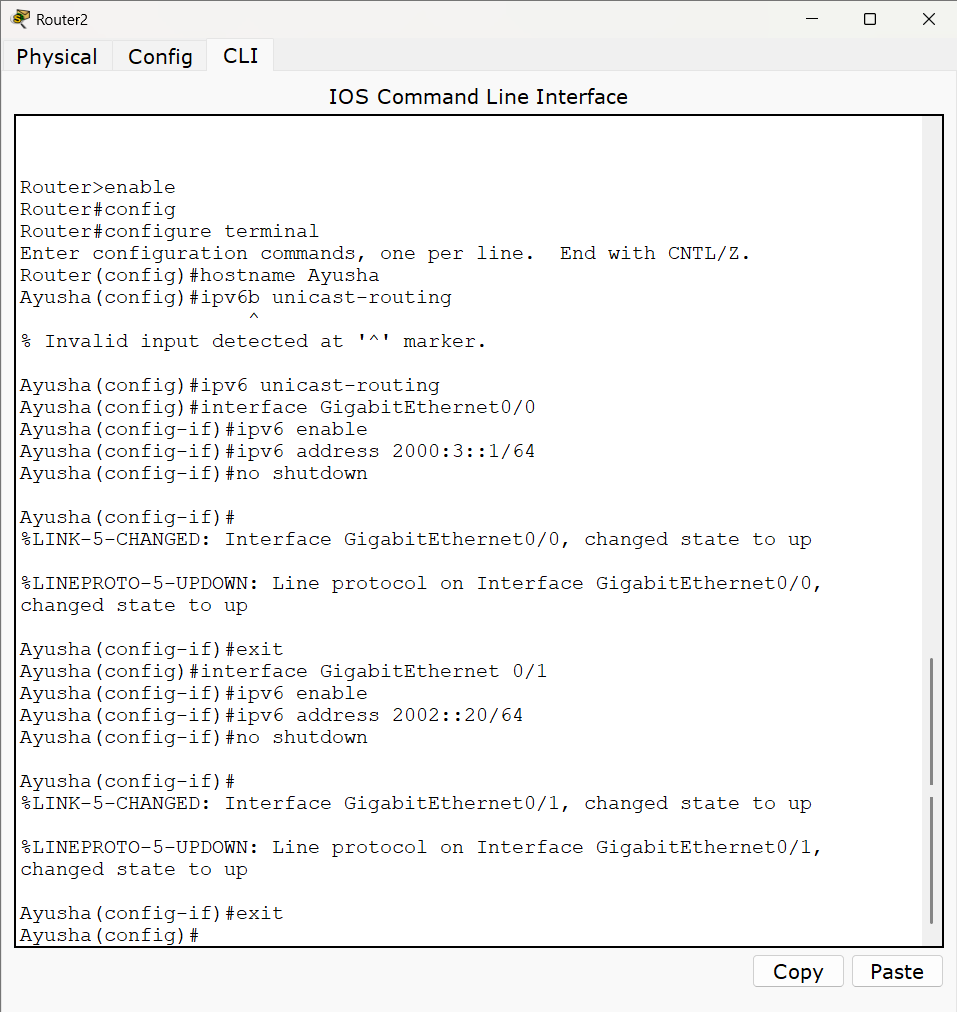 Router2
Physical Config CLI
IOS Command Line Interface
Router>enable
Router#config
Router#configure terminal
Enter configuration commands, one per line.  End with CNTL/Z.
Router(config)#hostname Ayusha
Ayusha(config)#ipv6b unicast-routing
^
% Invalid input detected at '^' marker.
Ayusha(config)#ipv6 unicast-routing
Ayusha(config)#interface GigabitEthernet0/0
Ayusha(config-if)#ipv6 enable
Ayusha(config-if)#ipv6 address 2000:3::1/64
Ayusha(config-if)#no shutdown
Ayusha(config-if)#
%LINK-5-CHANGED: Interface GigabitEthernet0/0, changed state to up
%LINEPROTO-5-UPDOWN: Line protocol on Interface GigabitEthernet0/0,
changed state to up
Ayusha(config-if)#exit
Ayusha(config)#interface GigabitEthernet 0/1
Ayusha(config-if)#ipv6 enable
Ayusha(config-if)#ipv6 address 2002::20/64
Ayusha(config-if)#no shutdown
Ayusha(config-if)#
%LINK-5-CHANGED: Interface GigabitEthernet0/1, changed state to up
%LINEPROTO-5-UPDOWN: Line protocol on Interface GigabitEthernet0/1,
changed state to up
Ayusha(config-if)#exit
Ayusha(config)#
Copy Paste